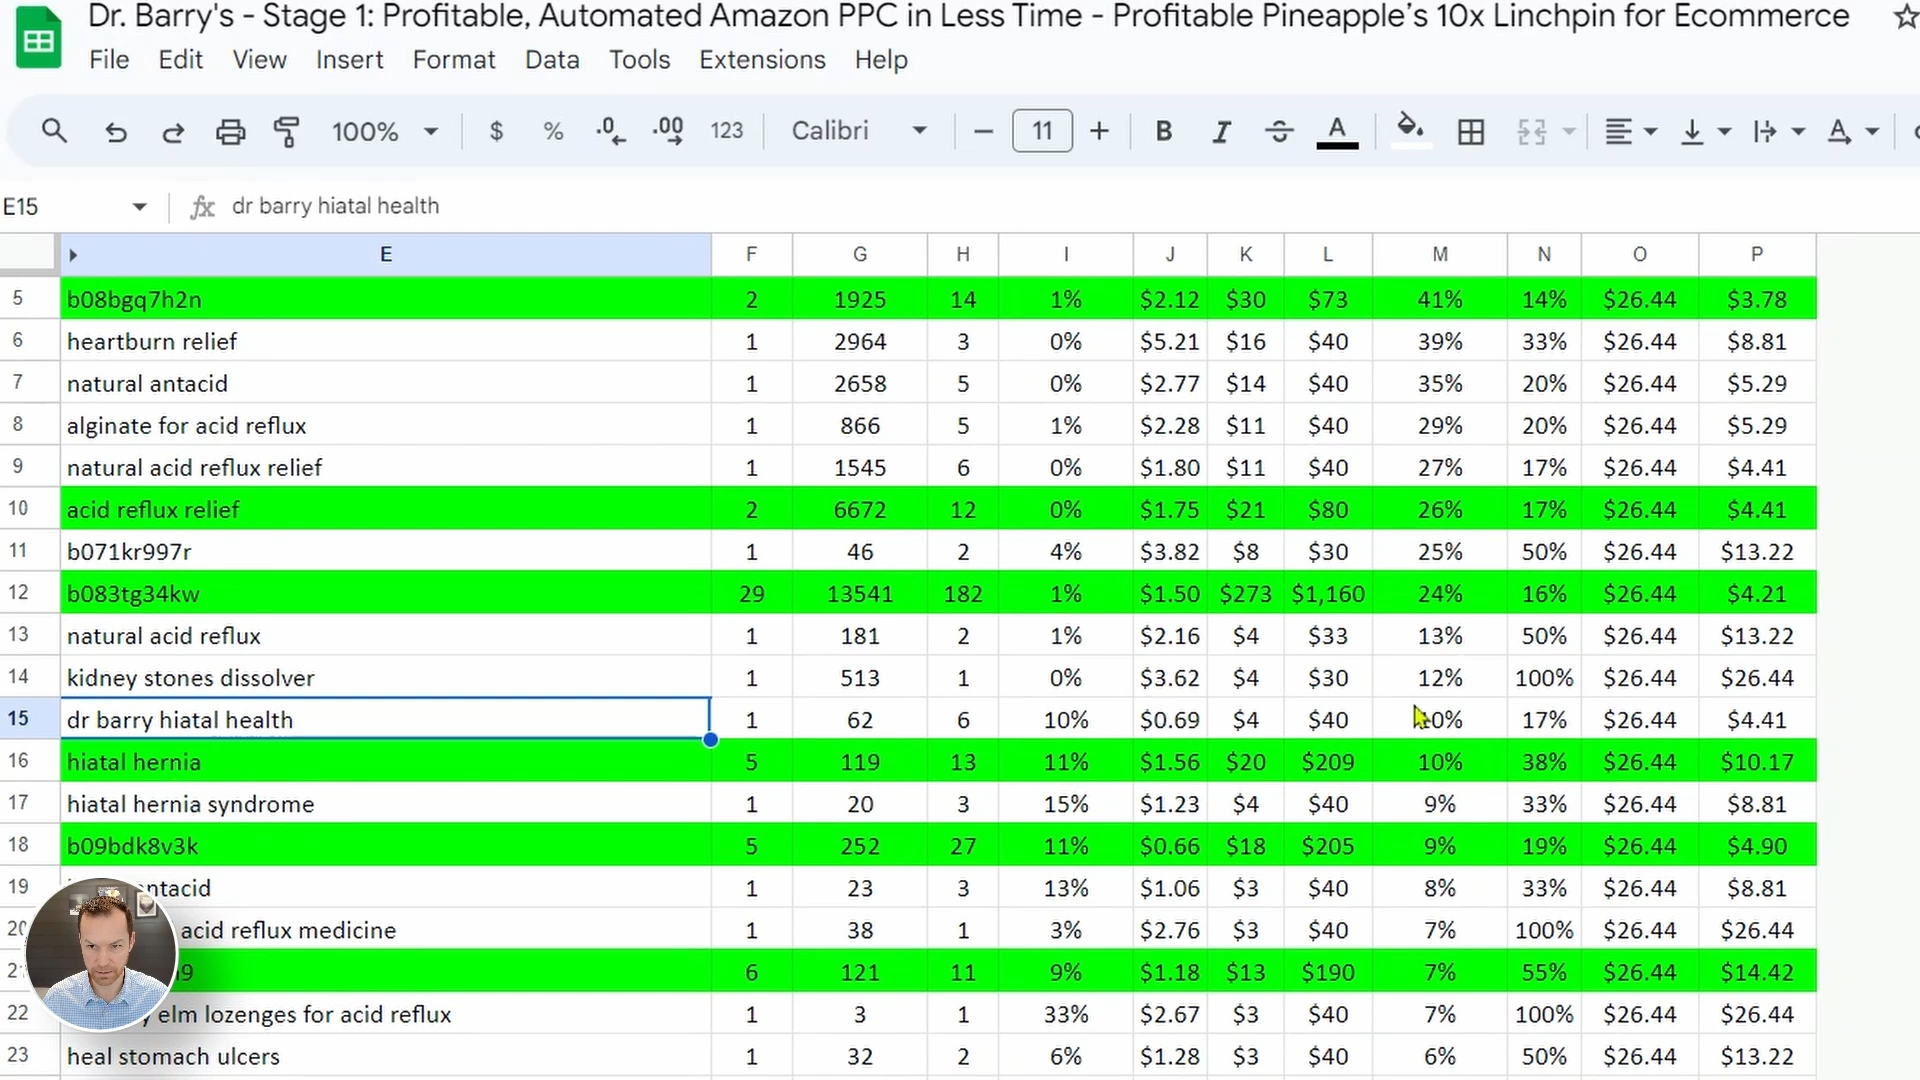 Dr. Barry's - Stage 1: Profitable, Automated Amazon PPC in Less Time - Profitable Pineapple’s 10x Linchpin for Ecommerce
File Edit View Insert Format Data Tools Extensions Help
100% $ % .0 .00 123 Calibri 11 B I S A A
E15 fx dr barry hiatal health
E F G H I J K L M N O P
5 b08bgq7h2n 2 1925 14 1% $2.12 $30 $73 41% 14% $26.44 $3.78
6 heartburn relief 1 2964 3 0% $5.21 $16 $40 39% 33% $26.44 $8.81
7 natural antacid 1 2658 5 0% $2.77 $14 $40 35% 20% $26.44 $5.29
8 alginate for acid reflux 1 866 5 1% $2.28 $11 $40 29% 20% $26.44 $5.29
9 natural acid reflux relief 1 1545 6 0% $1.80 $11 $40 27% 17% $26.44 $4.41
10 acid reflux relief 2 6672 12 0% $1.75 $21 $80 26% 17% $26.44 $4.41
11 b071kr997r 1 46 2 4% $3.82 $8 $30 25% 50% $26.44 $13.22
12 b083tg34kw 29 13541 182 1% $1.50 $273 $1,160 24% 16% $26.44 $4.21
13 natural acid reflux 1 181 2 1% $2.16 $4 $33 13% 50% $26.44 $13.22
14 kidney stones dissolver 1 513 1 0% $3.62 $4 $30 12% 100% $26.44 $26.44
15 dr barry hiatal health 1 62 6 10% $0.69 $4 $40 0% 17% $26.44 $4.41
16 hiatal hernia 5 119 13 11% $1.56 $20 $209 10% 38% $26.44 $10.17
17 hiatal hernia syndrome 1 20 3 15% $1.23 $4 $40 9% 33% $26.44 $8.81
18 b09bdk8v3k 5 252 27 11% $0.66 $18 $205 9% 19% $26.44 $4.90
19 antacid 1 23 3 13% $1.06 $3 $40 8% 33% $26.44 $8.81
20 acid reflux medicine 1 38 1 3% $2.76 $3 $40 7% 100% $26.44 $26.44
21 6 121 11 9% $1.18 $13 $190 7% 55% $26.44 $14.42
22 elm lozenges for acid reflux 1 3 1 33% $2.67 $3 $40 7% 100% $26.44 $26.44
23 heal stomach ulcers 1 32 2 6% $1.28 $3 $40 6% 50% $26.44 $13.22